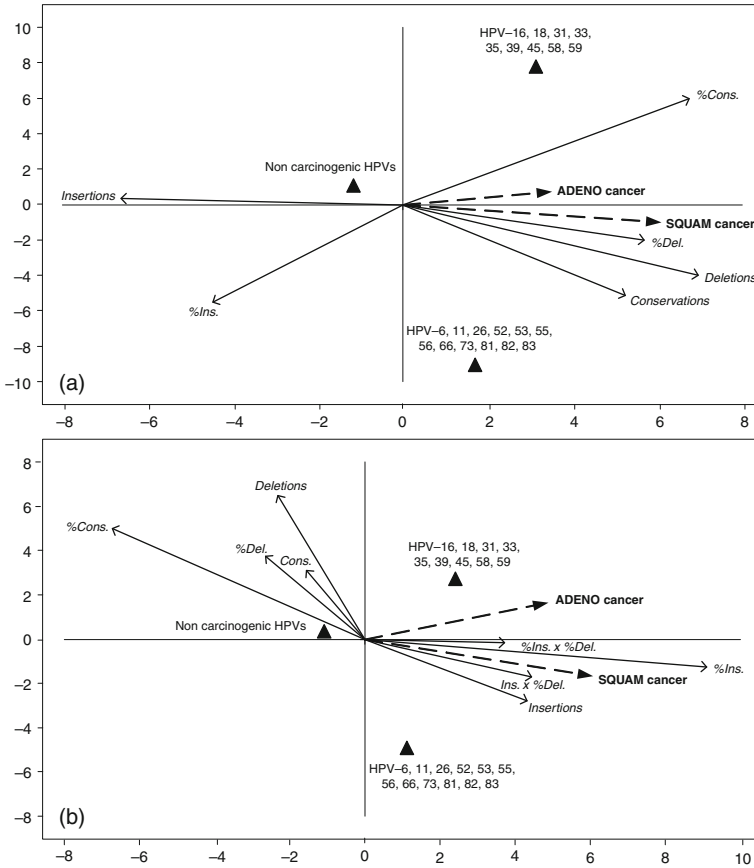 10
8
6
4
2
0
–2
–4
–6
–8
–10
HPV–16, 18, 31, 33,
35, 39, 45, 58, 59
%Cons.
Non carcinogenic HPVs
Insertions
ADENO cancer
SQUAM cancer
%Del.
Deletions
Conservations
%Ins.
HPV–6, 11, 26, 52, 53, 55,
56, 66, 73, 81, 82, 83
(a)
–8 –6 –4 –2 0 2 4 6 8
8
6
4
2
0
–2
–4
–6
–8
Deletions
%Cons.
%Del.
Cons.
HPV–16, 18, 31, 33,
35, 39, 45, 58, 59
ADENO cancer
Non carcinogenic HPVs
%Ins. x %Del.
%Ins.
Ins. x %Del.
SQUAM cancer
Insertions
HPV–6, 11, 26, 52, 53, 55,
56, 66, 73, 81, 82, 83
(b)
–8 –6 –4 –2 0 2 4 6 8 10